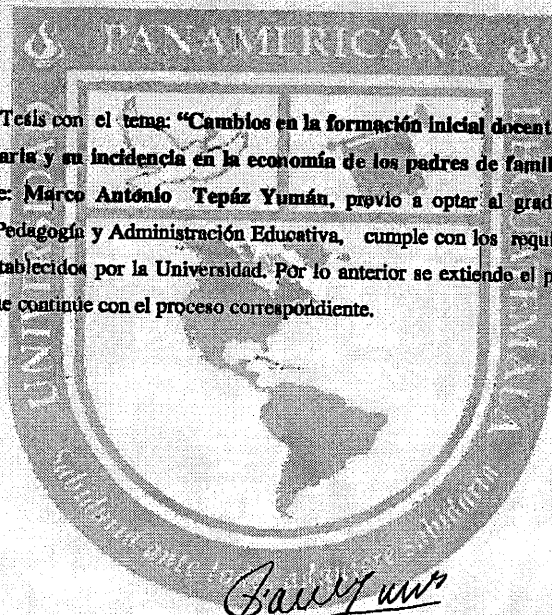 PANAMERICANA
Tesis con el tema: “Cambios en la formación inicial docent
aria y su incidencia en la economía de los padres de famil
e: Marco Antonio Tepáz Yumán, previo a optar al grad
Pedagogía y Administración Educativa, cumple con los requi
tablecidos por la Universidad. Por lo anterior se extiende el p
ue continúe con el proceso correspondiente.